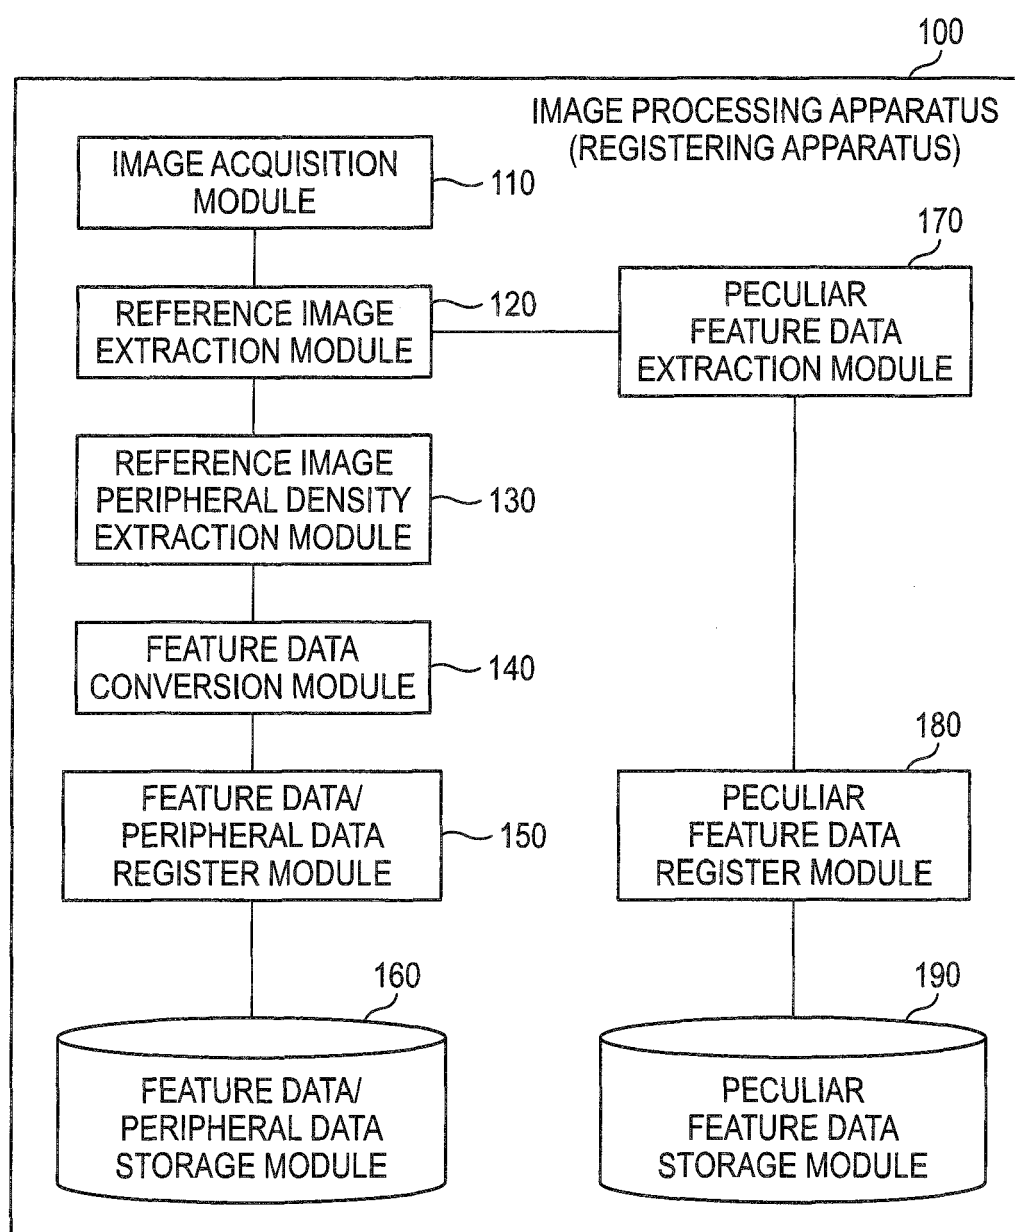 100
IMAGE PROCESSING APPARATUS
(REGISTERING APPARATUS)
IMAGE ACQUISITION
MODULE
110
REFERENCE IMAGE
EXTRACTION MODULE
120
170
PECULIAR
FEATURE DATA
EXTRACTION MODULE
REFERENCE IMAGE
PERIPHERAL DENSITY
EXTRACTION MODULE
130
FEATURE DATA
CONVERSION MODULE
140
FEATURE DATA/
PERIPHERAL DATA
REGISTER MODULE
150
180
PECULIAR
FEATURE DATA
REGISTER MODULE
160
FEATURE DATA/
PERIPHERAL DATA
STORAGE MODULE
190
PECULIAR
FEATURE DATA
STORAGE MODULE